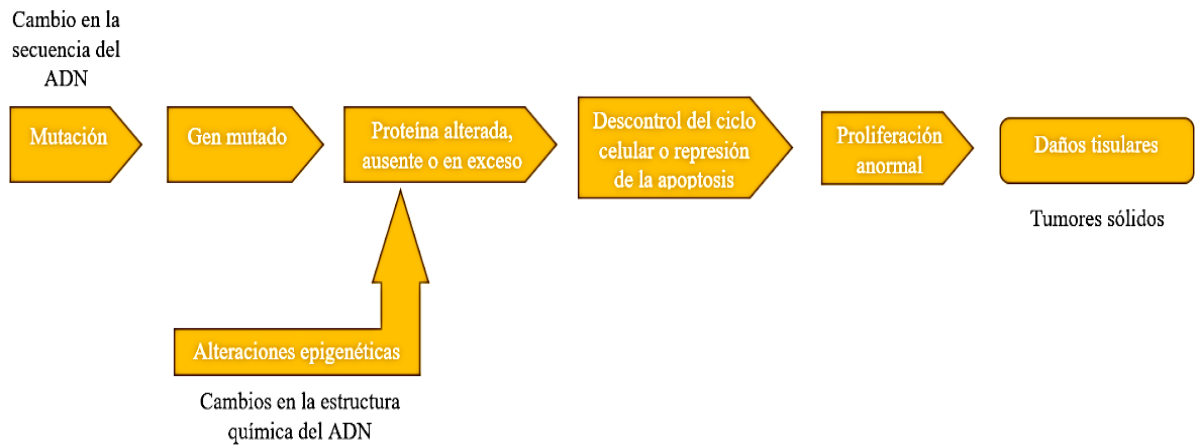 Cambio en la
secuencia del
ADN
Mutación
Gen mutado
Proteína alterada,
ausente o en exceso
Descontrol del ciclo
celular o represión
de la apoptosis
Proliferación
anormal
Daños tisulares
Tumores sólidos
Alteraciones epigenéticas
Cambios en la estructura
química del ADN